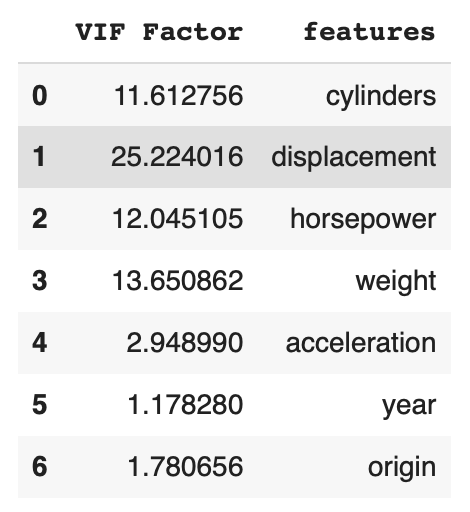 VIF Factor features
0 11.612756 cylinders
1 25.224016 displacement
2 12.045105 horsepower
3 13.650862 weight
4 2.948990 acceleration
5 1.178280 year
6 1.780656 origin